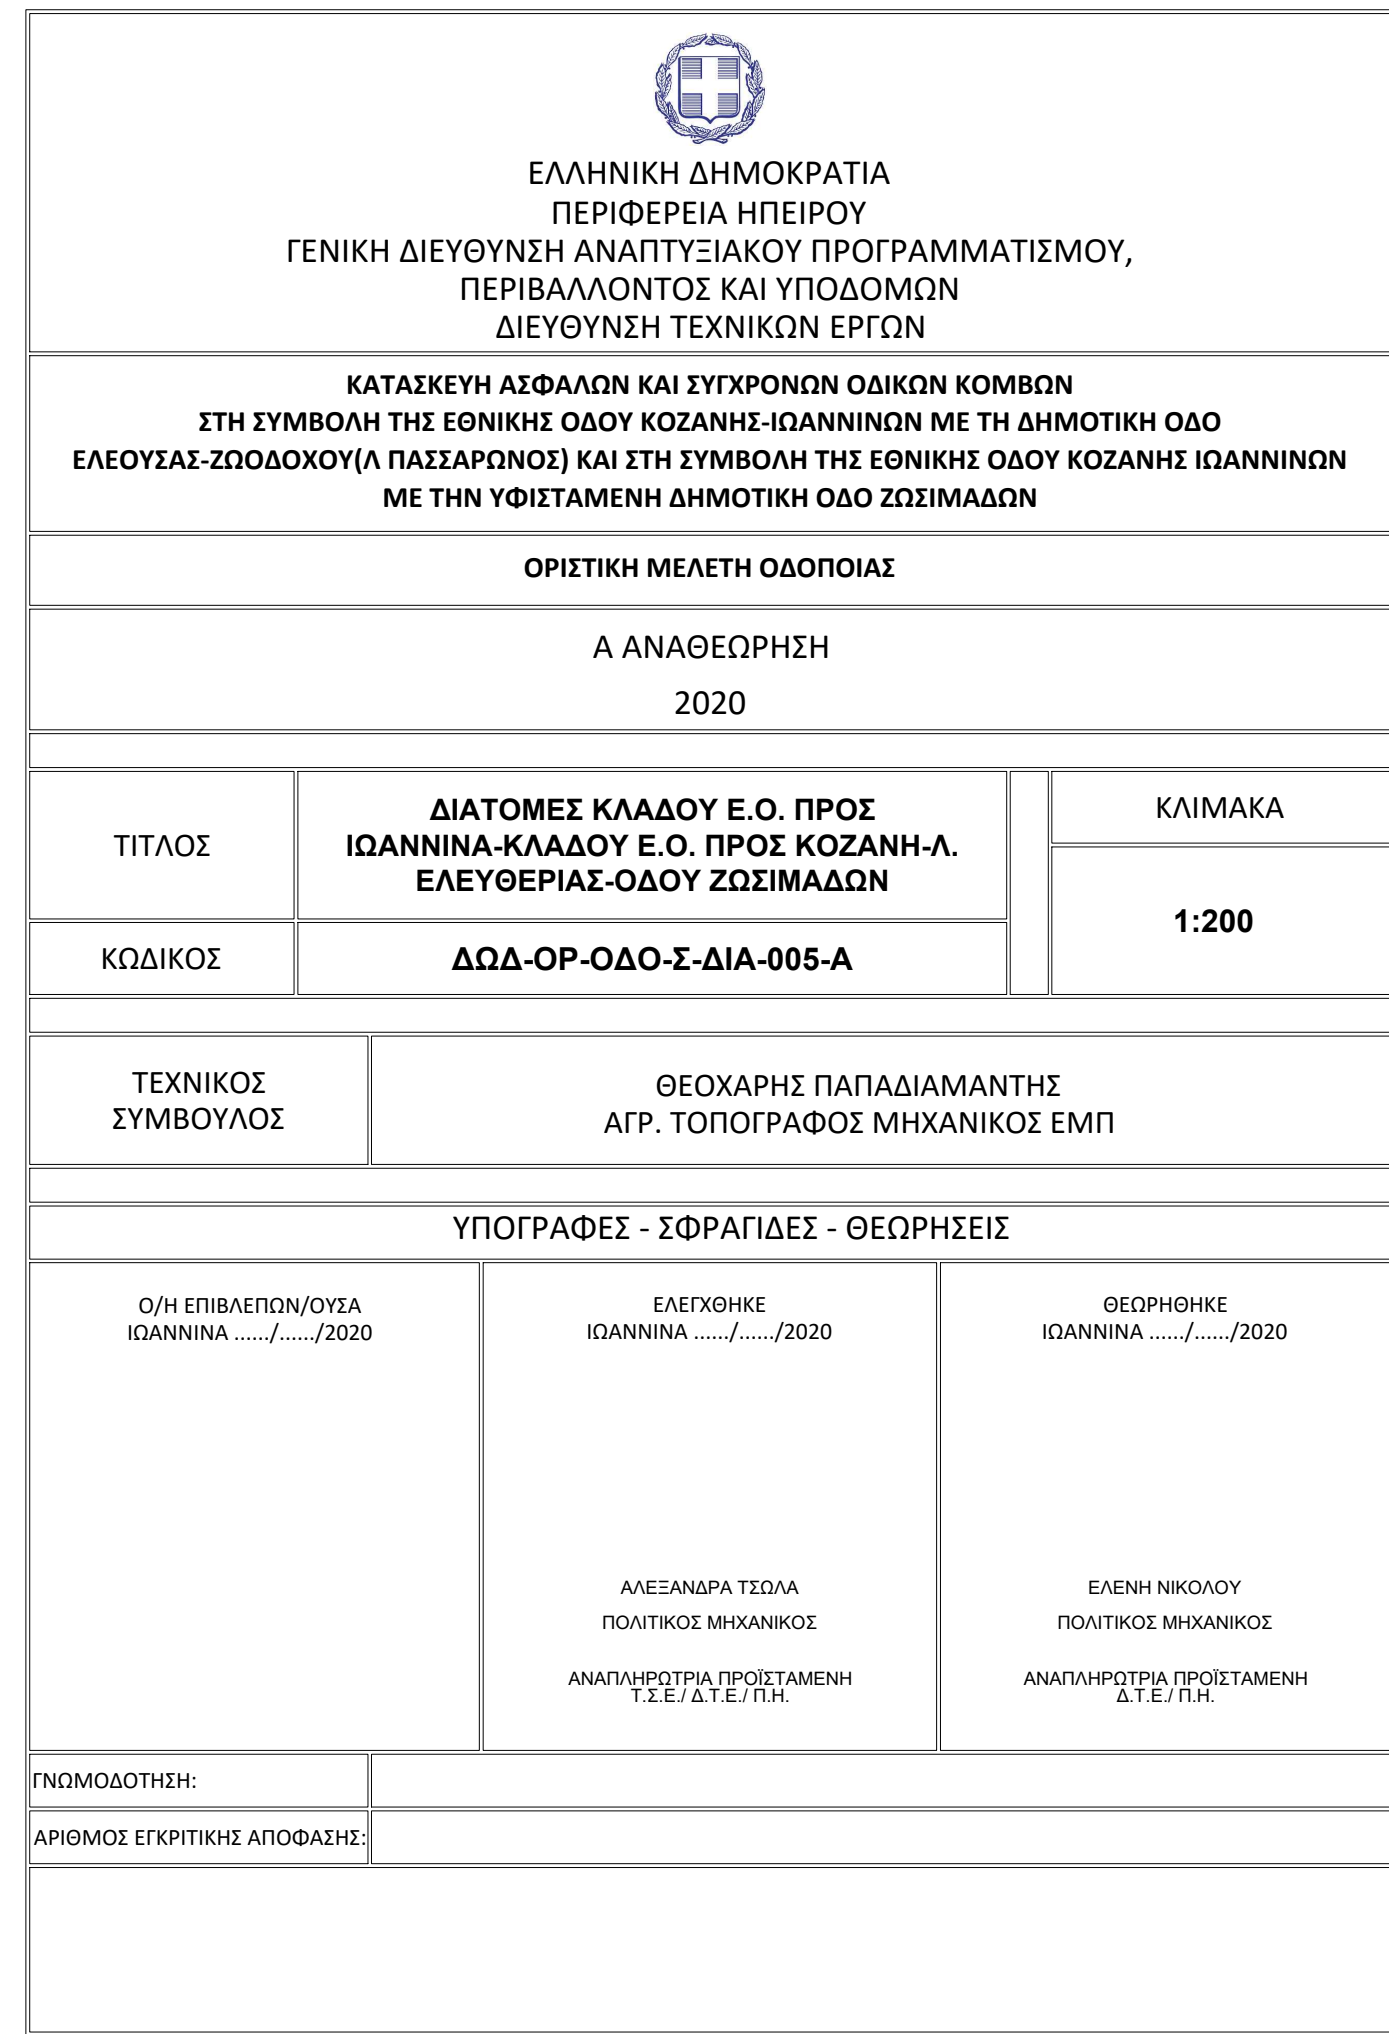 ΕΛΛΗΝΙΚΗ ΔΗΜΟΚΡΑΤΙΑ
ΠΕΡΙΦΕΡΕΙΑ ΗΠΕΙΡΟΥ
ΓΕΝΙΚΗ ΔΙΕΥΘΥΝΣΗ ΑΝΑΠΤΥΞΙΑΚΟΥ ΠΡΟΓΡΑΜΜΑΤΙΣΜΟΥ,
ΠΕΡΙΒΑΛΛΟΝΤΟΣ ΚΑΙ ΥΠΟΔΟΜΩΝ
ΔΙΕΥΘΥΝΣΗ ΤΕΧΝΙΚΩΝ ΕΡΓΩΝ
ΚΑΤΑΣΚΕΥΗ ΑΣΦΑΛΩΝ ΚΑΙ ΣΥΓΧΡΟΝΩΝ ΟΔΙΚΩΝ ΚΟΜΒΩΝ
ΣΤΗ ΣΥΜΒΟΛΗ ΤΗΣ ΕΘΝΙΚΗΣ ΟΔΟΥ ΚΟΖΑΝΗΣ-ΙΩΑΝΝΙΝΩΝ ΜΕ ΤΗ ΔΗΜΟΤΙΚΗ ΟΔΟ
ΕΛΕΟΥΣΑΣ-ΖΩΟΔΟΧΟΥ(Λ ΠΑΣΣΑΡΩΝΟΣ) ΚΑΙ ΣΤΗ ΣΥΜΒΟΛΗ ΤΗΣ ΕΘΝΙΚΗΣ ΟΔΟΥ ΚΟΖΑΝΗΣ ΙΩΑΝΝΙΝΩΝ
ΜΕ ΤΗΝ ΥΦΙΣΤΑΜΕΝΗ ΔΗΜΟΤΙΚΗ ΟΔΟ ΖΩΣΙΜΑΔΩΝ
ΟΡΙΣΤΙΚΗ ΜΕΛΕΤΗ ΟΔΟΠΟΙΑΣ
Α ΑΝΑΘΕΩΡΗΣΗ
2020
ΤΙΤΛΟΣ
ΔΙΑΤΟΜΕΣ ΚΛΑΔΟΥ Ε.Ο. ΠΡΟΣ
ΙΩΑΝΝΙΝΑ-ΚΛΑΔΟΥ Ε.Ο. ΠΡΟΣ ΚΟΖΑΝΗ-Λ.
ΕΛΕΥΘΕΡΙΑΣ-ΟΔΟΥ ΖΩΣΙΜΑΔΩΝ
ΚΛΙΜΑΚΑ
1:200
ΚΩΔΙΚΟΣ
ΔΩΔ-ΟΡ-ΟΔΟ-Σ-ΔΙΑ-005-Α
ΤΕΧΝΙΚΟΣ
ΣΥΜΒΟΥΛΟΣ
ΘΕΟΧΑΡΗΣ ΠΑΠΑΔΙΑΜΑΝΤΗΣ
ΑΓΡ. ΤΟΠΟΓΡΑΦΟΣ ΜΗΧΑΝΙΚΟΣ ΕΜΠ
ΥΠΟΓΡΑΦΕΣ - ΣΦΡΑΓΙΔΕΣ - ΘΕΩΡΗΣΕΙΣ
Ο/Η ΕΠΙΒΛΕΠΩΝ/ΟΥΣΑ
ΙΩΑΝΝΙΝΑ ....../....../2020
ΕΛΕΓΧΘΗΚΕ
ΙΩΑΝΝΙΝΑ ....../....../2020
ΑΛΕΞΑΝΔΡΑ ΤΣΩΛΑ
ΠΟΛΙΤΙΚΟΣ ΜΗΧΑΝΙΚΟΣ
ΑΝΑΠΛΗΡΩΤΡΙΑ ΠΡΟΪΣΤΑΜΕΝΗ
Τ.Σ.Ε./ Δ.Τ.Ε./ Π.Η.
ΘΕΩΡΗΘΗΚΕ
ΙΩΑΝΝΙΝΑ ....../....../2020
ΕΛΕΝΗ ΝΙΚΟΛΟΥ
ΠΟΛΙΤΙΚΟΣ ΜΗΧΑΝΙΚΟΣ
ΑΝΑΠΛΗΡΩΤΡΙΑ ΠΡΟΪΣΤΑΜΕΝΗ
Δ.Τ.Ε./ Π.Η.
ΓΝΩΜΟΔΟΤΗΣΗ:
ΑΡΙΘΜΟΣ ΕΓΚΡΙΤΙΚΗΣ ΑΠΟΦΑΣΗΣ: